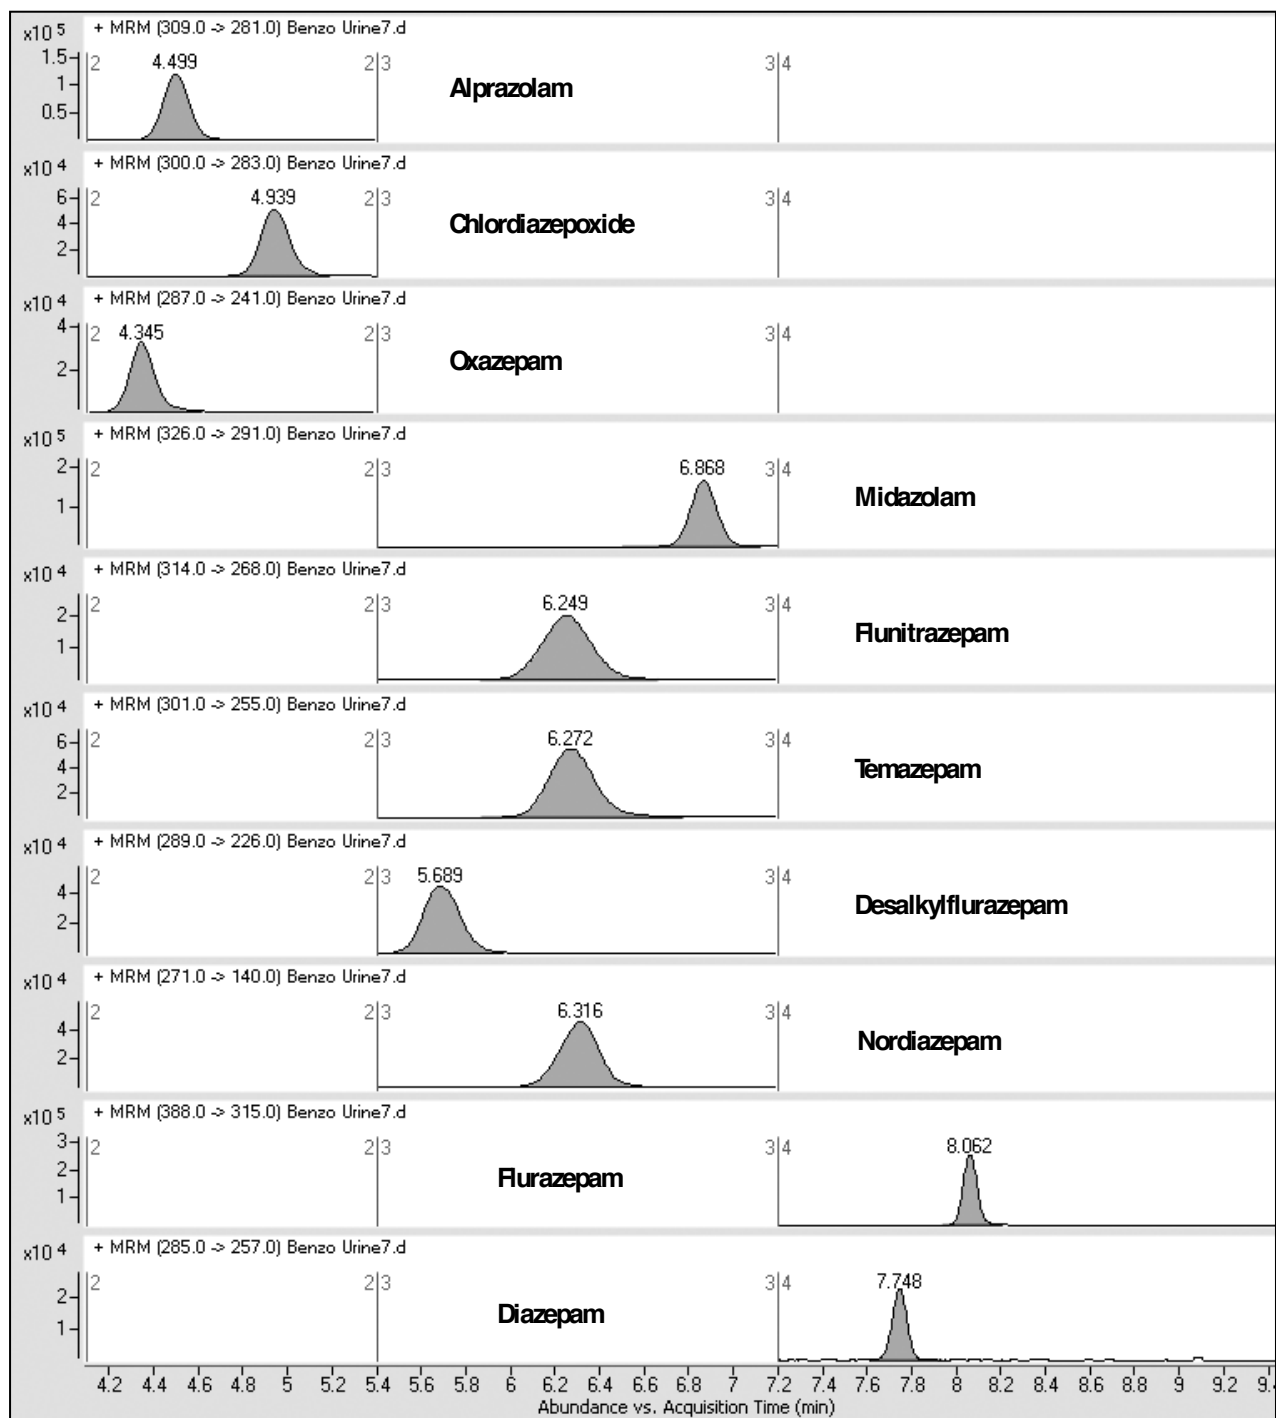 x10 5 + MRM (309.0 -> 281.0) Benzo Urine7.d
1.5
1
0.5
2 4.499 2 3 3 4
Alprazolam
x10 4 + MRM (300.0 -> 283.0) Benzo Urine7.d
6
4
2
2 4.939 2 3 3 4
Chlordiazepoxide
x10 4 + MRM (287.0 -> 241.0) Benzo Urine7.d
4
2
2 4.345 2 3 3 4
Oxazepam
x10 5 + MRM (326.0 -> 291.0) Benzo Urine7.d
2
1
2 2 3 6.868 3 4
Midazolam
x10 4 + MRM (314.0 -> 268.0) Benzo Urine7.d
2
1
2 2 3 6.249 3 4
Flunitrazepam
x10 4 + MRM (301.0 -> 255.0) Benzo Urine7.d
6
4
2
2 2 3 6.272 3 4
Temazepam
x10 4 + MRM (289.0 -> 226.0) Benzo Urine7.d
4
2
2 2 3 5.689 3 4
Desalkylflurazepam
x10 4 + MRM (271.0 -> 140.0) Benzo Urine7.d
4
2
2 2 3 6.316 3 4
Nordiazepam
x10 5 + MRM (388.0 -> 315.0) Benzo Urine7.d
3
2
1
2 2 3 3 4 8.062
Flurazepam
x10 4 + MRM (285.0 -> 257.0) Benzo Urine7.d
2
1
2 2 3 3 4 7.748
Diazepam
4.2 4.4 4.6 4.8 5 5.2 5.4 5.6 5.8 6 6.2 6.4 6.6 6.8 7 7.2 7.4 7.6 7.8 8 8.2 8.4 8.6 8.8 9 9.2 9.
Abundance vs. Acquisition Time (min)